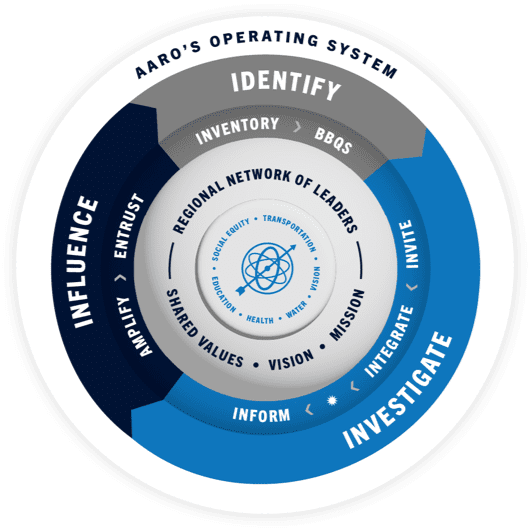 AARO'S OPERATING SYSTEM
IDENTIFY
INVENTORY > BBQS
INVESTIGATE
INVITE > INTEGRATE > ✹ > INFORM
INFLUENCE
AMPLIFY > ENTRUST
REGIONAL NETWORK OF LEADERS
SHARED VALUES • VISION • MISSION
SOCIAL EQUITY • TRANSPORTATION • VISION • WATER • HEALTH • EDUCATION •